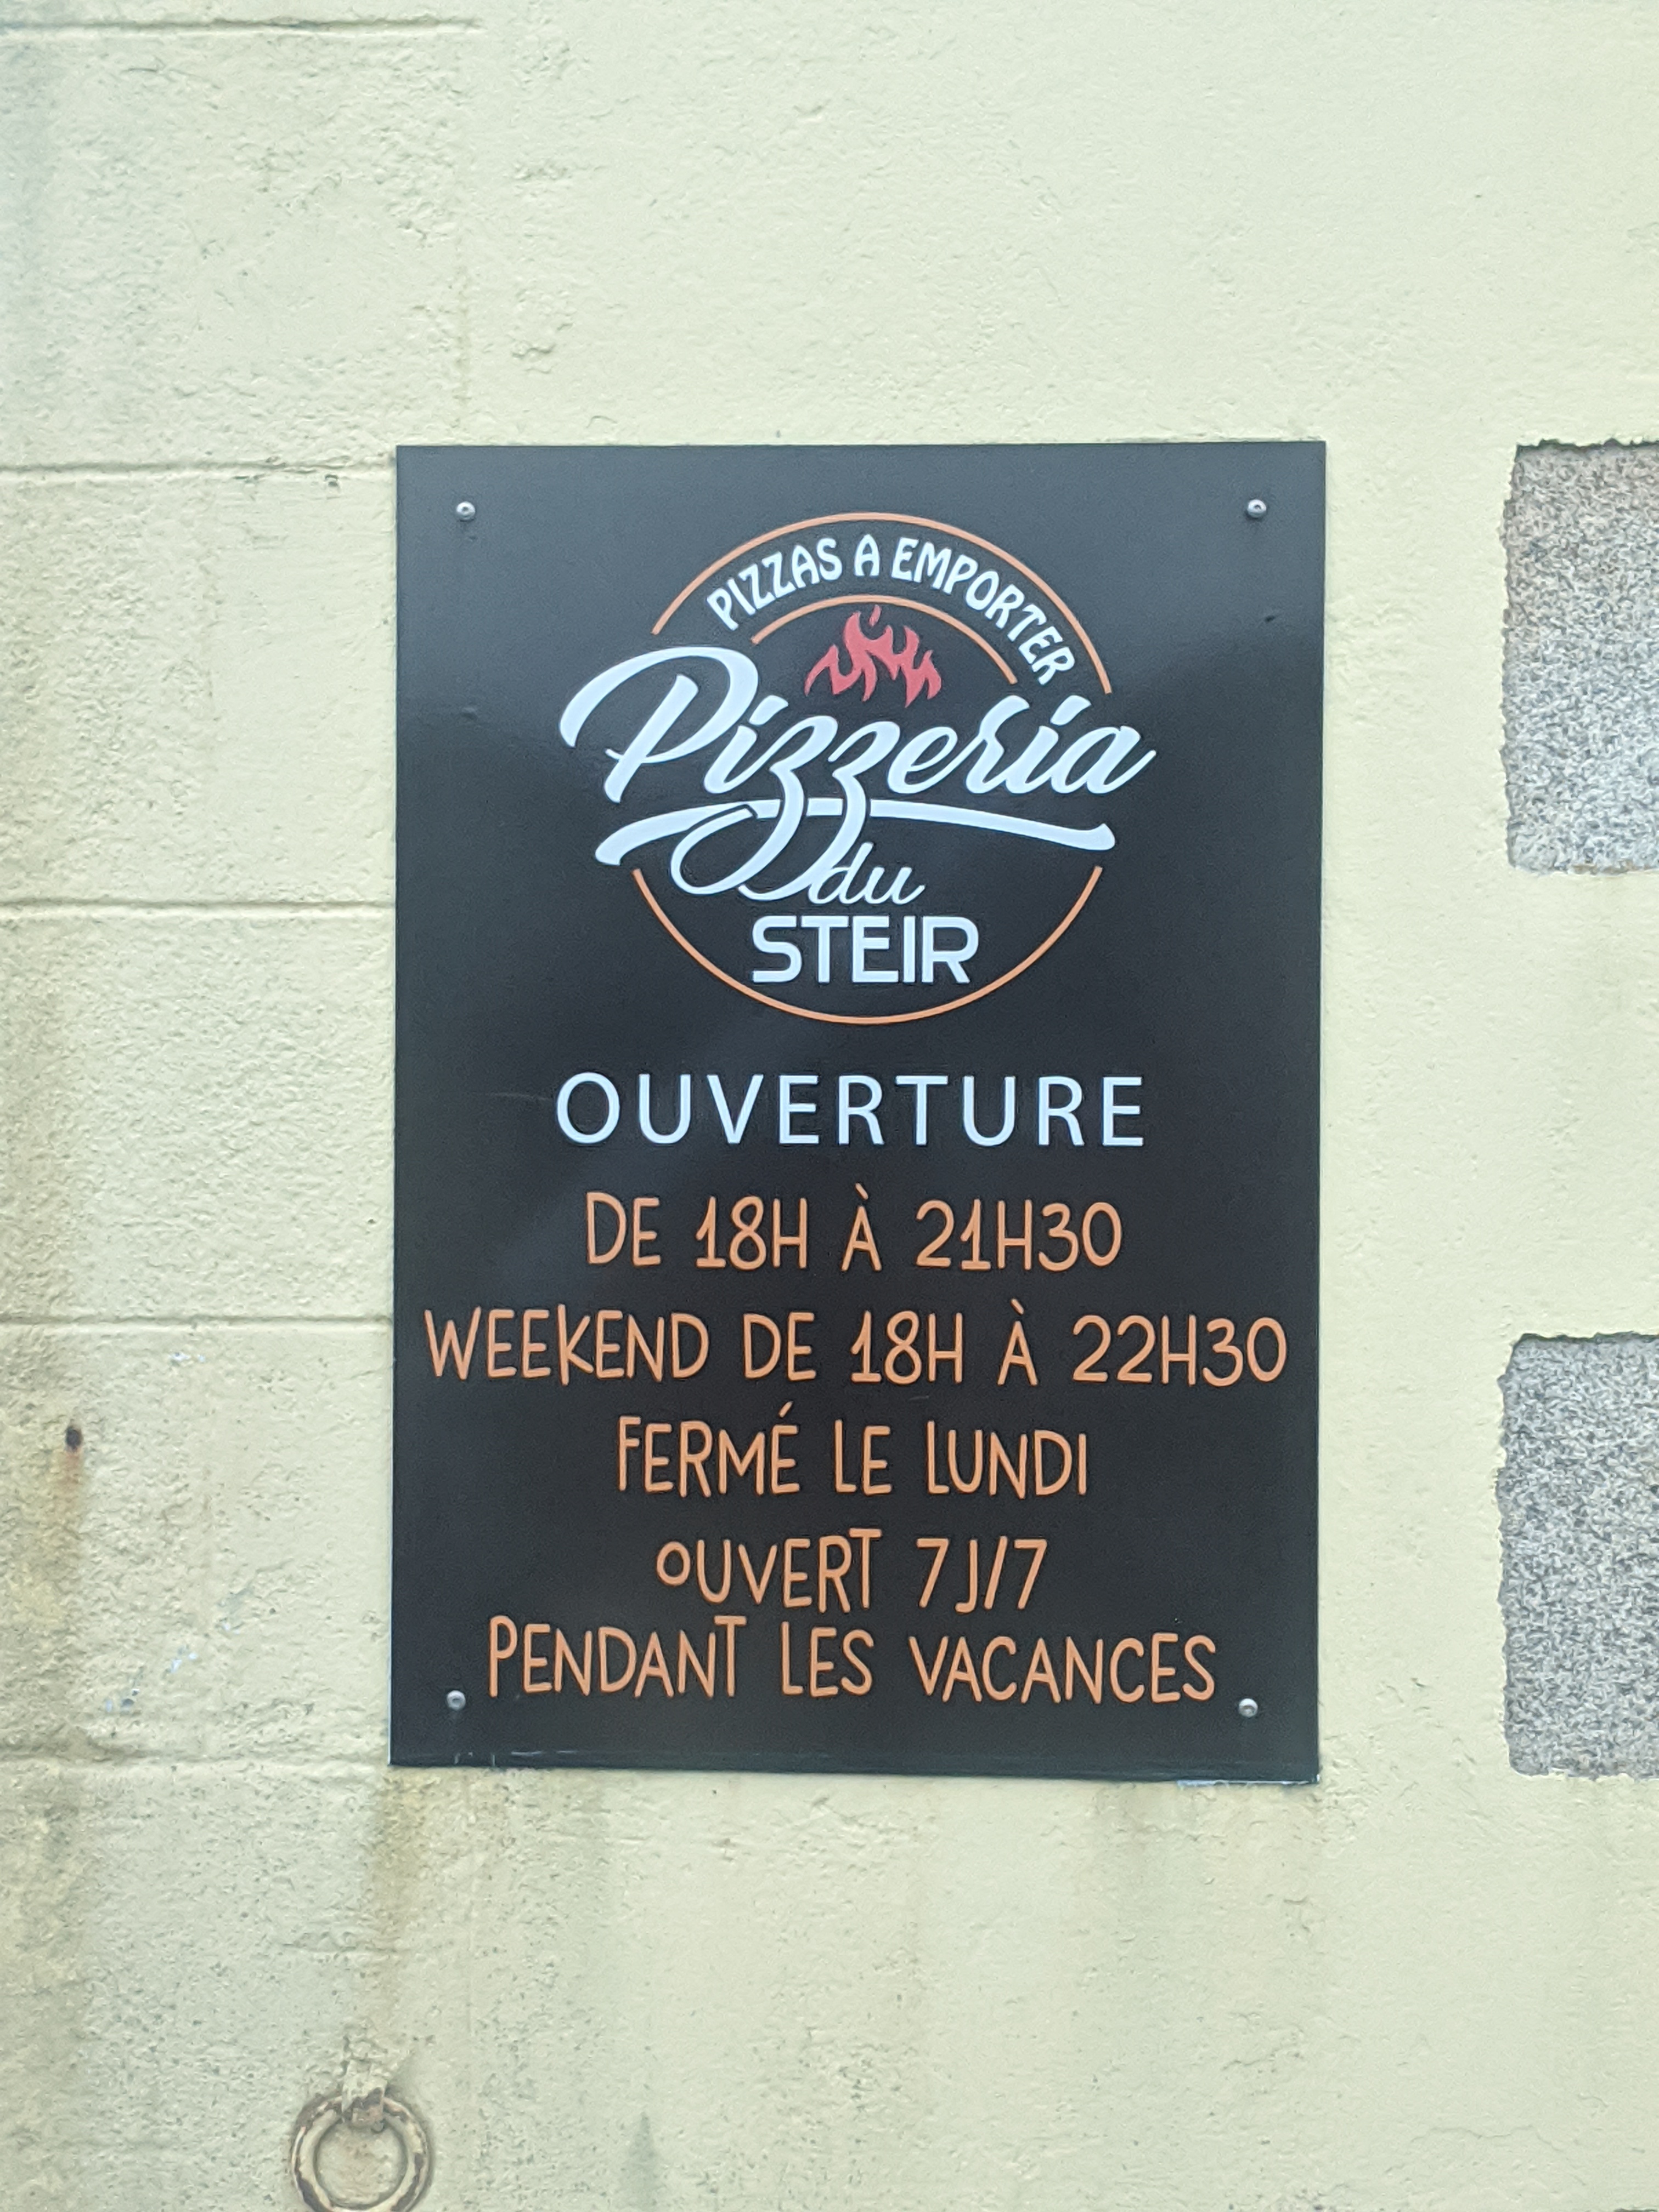 PIZZAS A EMPORTER
Pizzeria
du
STEIR
OUVERTURE
DE 18H À 21H30
WEEKEND DE 18H À 22H30
FERMÉ LE LUNDI
OUVERT 7J/7
PENDANT LES VACANCES